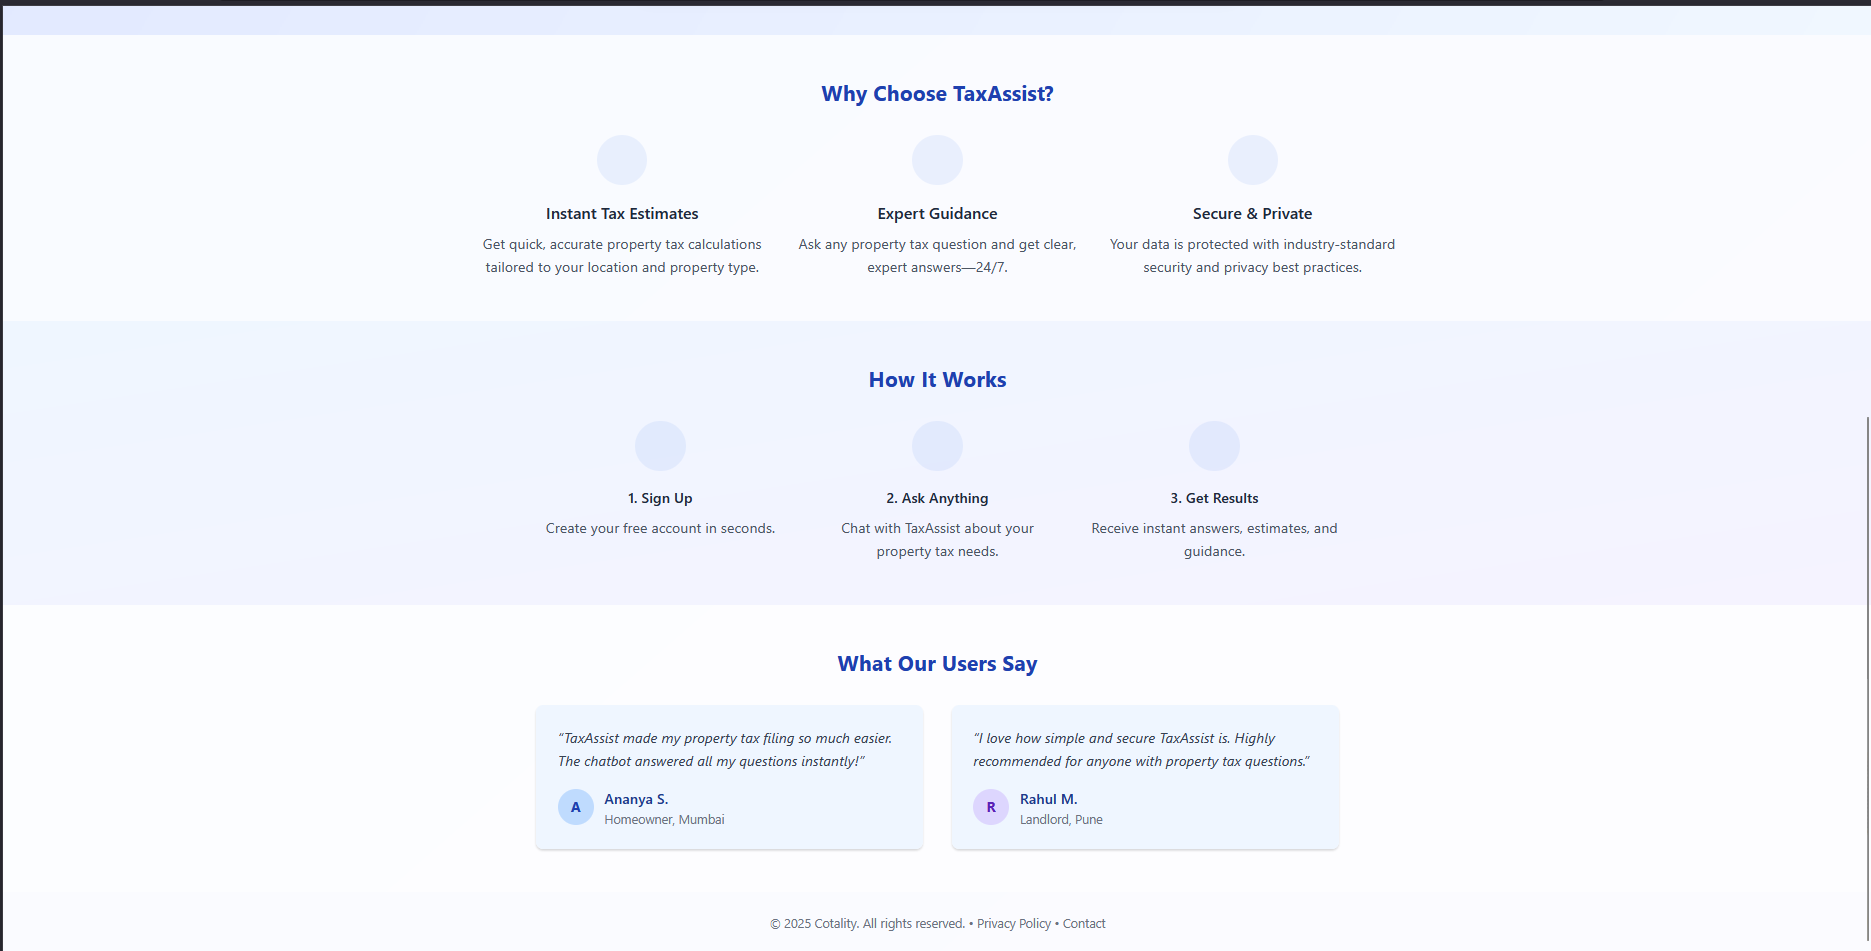 Why Choose TaxAssist?
Instant Tax Estimates
Get quick, accurate property tax calculations
tailored to your location and property type.
Expert Guidance
Ask any property tax question and get clear,
expert answers—24/7.
Secure & Private
Your data is protected with industry-standard
security and privacy best practices.
How It Works
1. Sign Up
Create your free account in seconds.
2. Ask Anything
Chat with TaxAssist about your
property tax needs.
3. Get Results
Receive instant answers, estimates, and
guidance.
What Our Users Say
“TaxAssist made my property tax filing so much easier.
The chatbot answered all my questions instantly!”
A
Ananya S.
Homeowner, Mumbai
“I love how simple and secure TaxAssist is. Highly
recommended for anyone with property tax questions.”
R
Rahul M.
Landlord, Pune
© 2025 Cotality. All rights reserved. • Privacy Policy • Contact